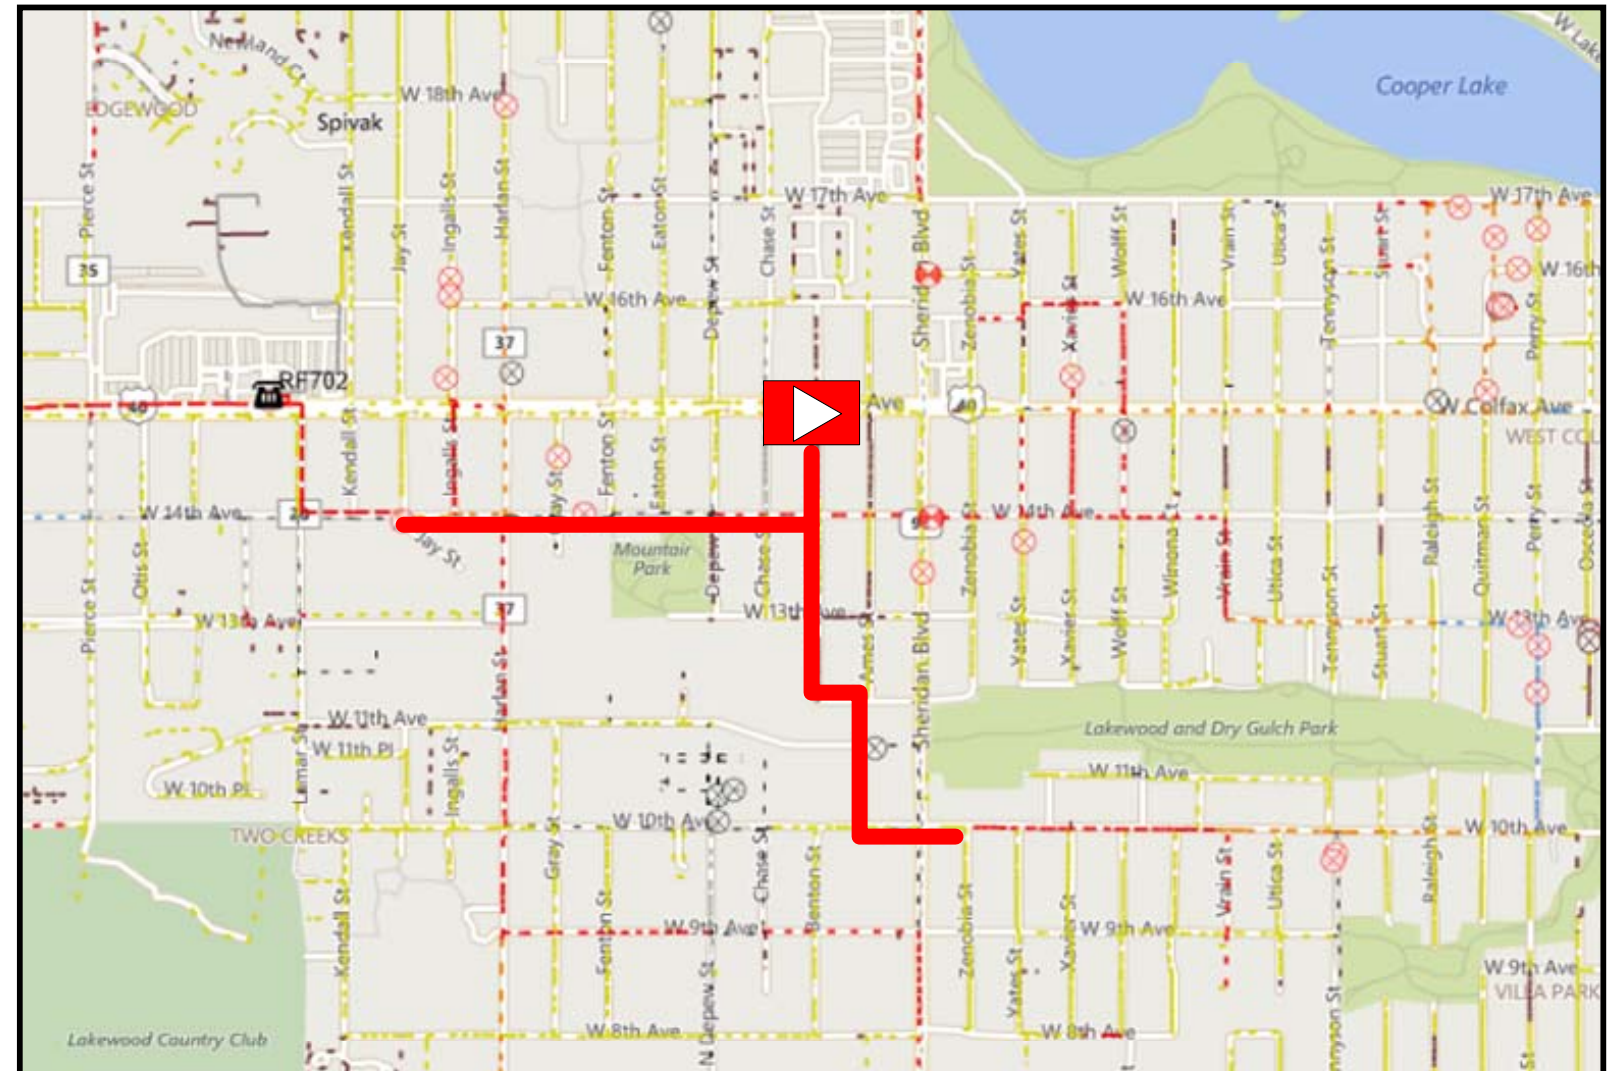 Newland Ct
W Lake
Cooper Lake
EDGEWOOD
W 18th Ave
Spivak
Pierce St
Kendall St
Jay St
Ingalls St
Harlan St
Fenton St
Eaton St
Depew St
Chase St
W 17th Ave
Sheridan Blvd
Zenobia St
Yates St
Xavier St
Wolff St
Vrain St
Utica St
Tennyson St
Stuart St
W 17th Ave
W 16th
35
W 16th Ave
W 16th Ave
Perry St
37
RF702
40
Ave
40
W Colfax Ave
WEST COL
Kendall St
Ingalls St
Fenton St
Eaton St
W 14th Ave
W 14th Ave
Jay St
Mountair
Park
Otis St
Pierce St
Depew
Chase S
Zenobia St
Winona St
Vrain St
Utica St
Raleigh St
Quitman St
Perry St
Osceola St
W 13th Ave
37
W 13th Ave
Ames St
Sheridan Blvd
Yates St
Xavier St
Wolff St
Tennyson St
Stuart St
W 13th Ave
Harlan St
W 11th Ave
W 11th Pl
Lakewood and Dry Gulch Park
W 11th Ave
Lamar St
Ingalls St
W 10th Pl
TWO CREEKS
W 10th Ave
W 10th Ave
Gray St
Chase St
Benton St
Vrain St
Utica St
Raleigh St
Kendall St
Fenton St
W 9th Ave
Zenobia St
Yates St
Xavier St
W 9th Ave
W 9th Ave
VILLA PARK
N Depew St
W 8th Ave
W 8th Ave
nnyson St
St
Lakewood Country Club